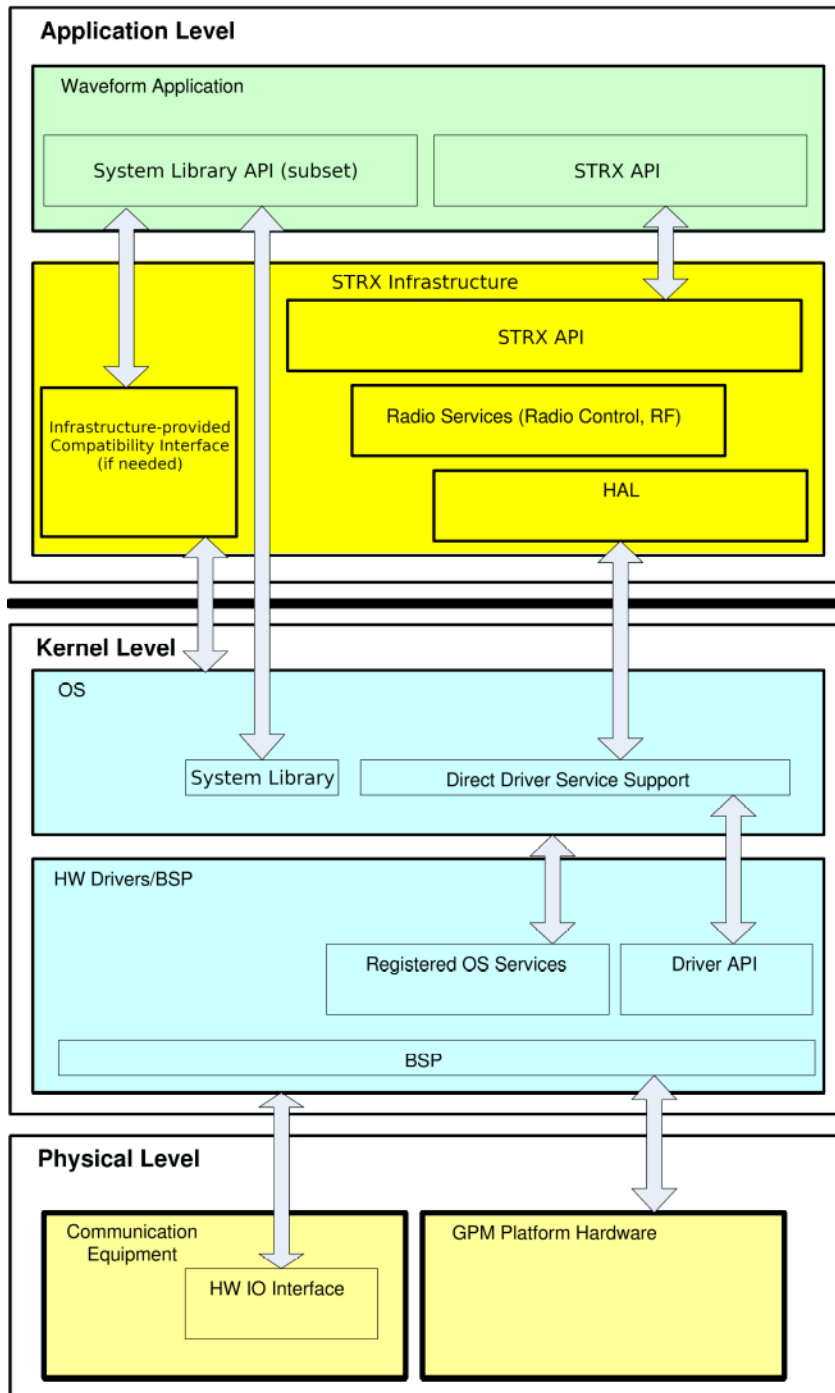 Application Level
Waveform Application
System Library API (subset)
STRX API
STRX Infrastructure
STRX API
Infrastructure-provided
Compatibility Interface
(if needed)
Radio Services (Radio Control, RF)
HAL
Kernel Level
OS
System Library
Direct Driver Service Support
HW Drivers/BSP
Registered OS Services
Driver API
BSP
Physical Level
Communication
Equipment
HW IO Interface
GPM Platform Hardware